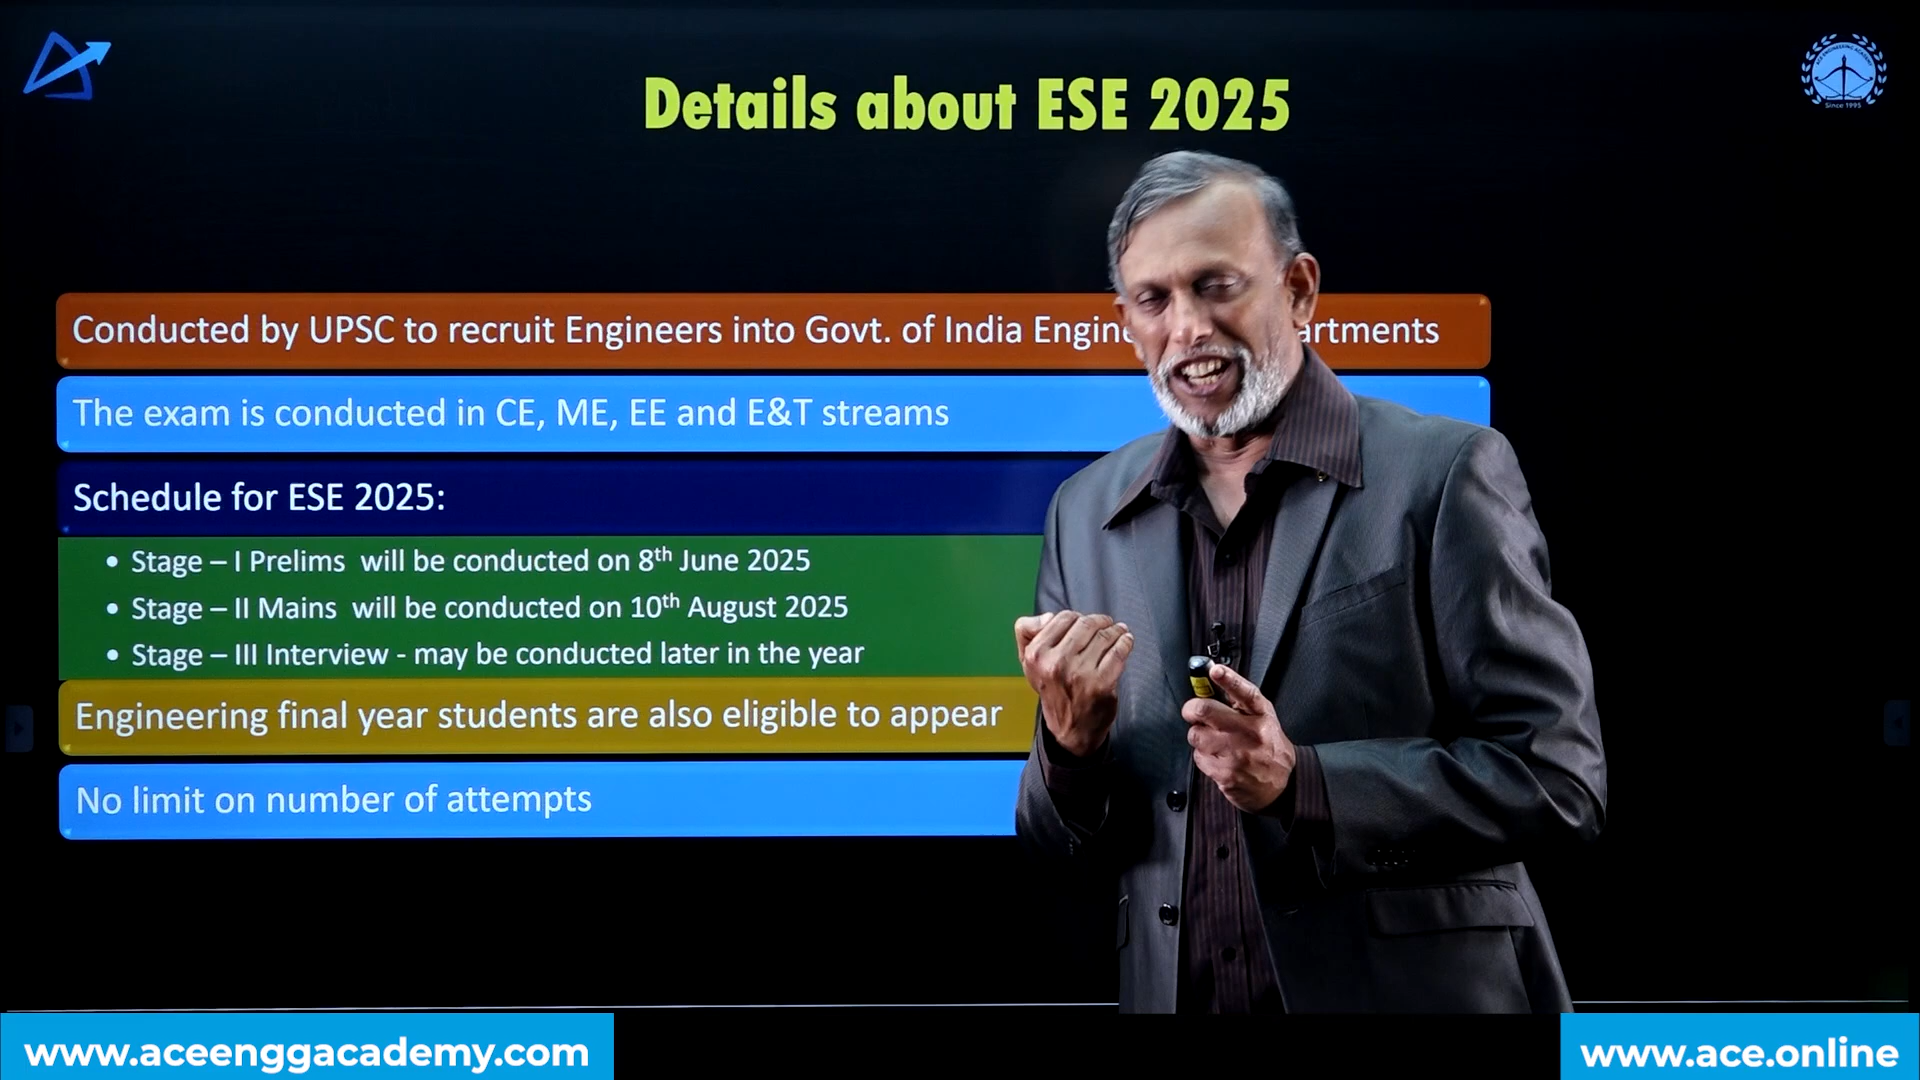 Details about ESE 2025
Since 1995
Conducted by UPSC to recruit Engineers into Govt. of India
The exam is conducted in CE, ME, EE and E&T streams
Schedule for ESE 2025:
• Stage – I Prelims will be conducted on 8th June 2025
• Stage – II Mains will be conducted on 10th August 2025
• Stage – III Interview - may be conducted later in the year
Engineering final year students are also eligible to appear
No limit on number of attempts
www.aceenggacademy.com
www.ace.online